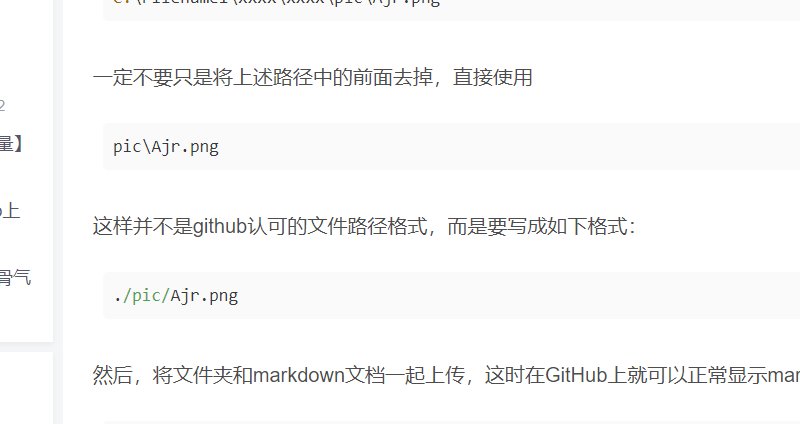 一定不要只是将上述路径中的前面去掉，直接使用
2
量】
pic\Ajr.png
上
这样并不是github认可的文件路径格式，而是要写成如下格式：
骨气
./pic/Ajr.png
然后，将文件夹和markdown文档一起上传，这时在GitHub上就可以正常显示mar